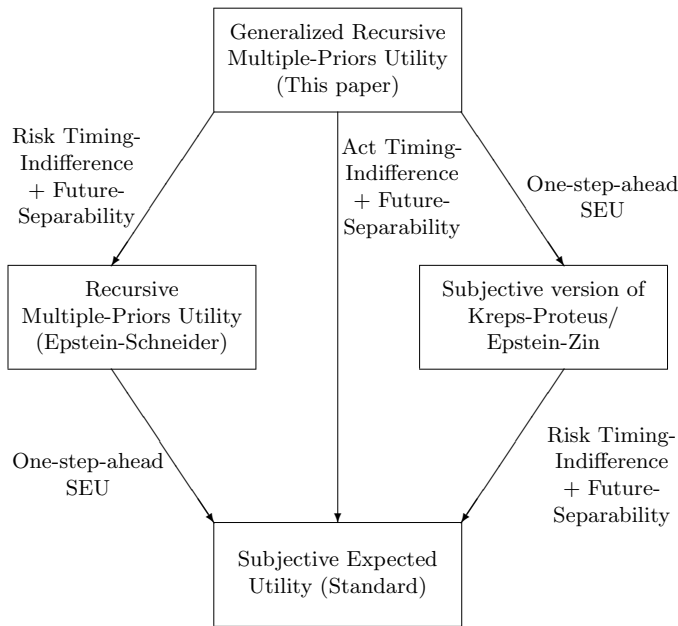 Generalized Recursive
Multiple-Priors Utility
(This paper)
Risk Timing-
Indifference
+ Future-
Separability
Act Timing-
Indifference
+ Future-
Separability
One-step-ahead
SEU
Recursive
Multiple-Priors Utility
(Epstein-Schneider)
Subjective version of
Kreps-Proteus/
Epstein-Zin
One-step-ahead
SEU
Risk Timing-
Indifference
+ Future-
Separability
Subjective Expected
Utility (Standard)